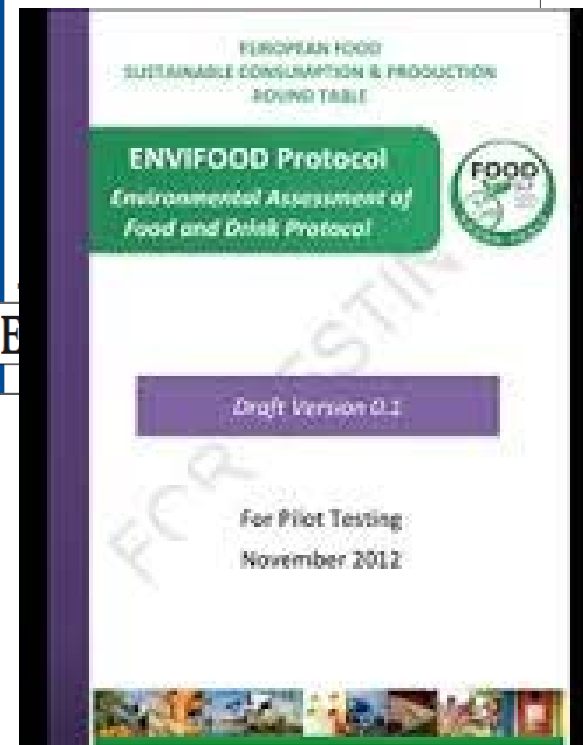 EUROPEAN FOOD
SUSTAINABLE CONSUMPTION & PRODUCTION
ROUND TABLE
ENVIFOOD Protocol
Environmental Assessment of
Food and Drink Protocol
FOOD
Draft Version 0.1
For Pilot Testing
November 2012
E